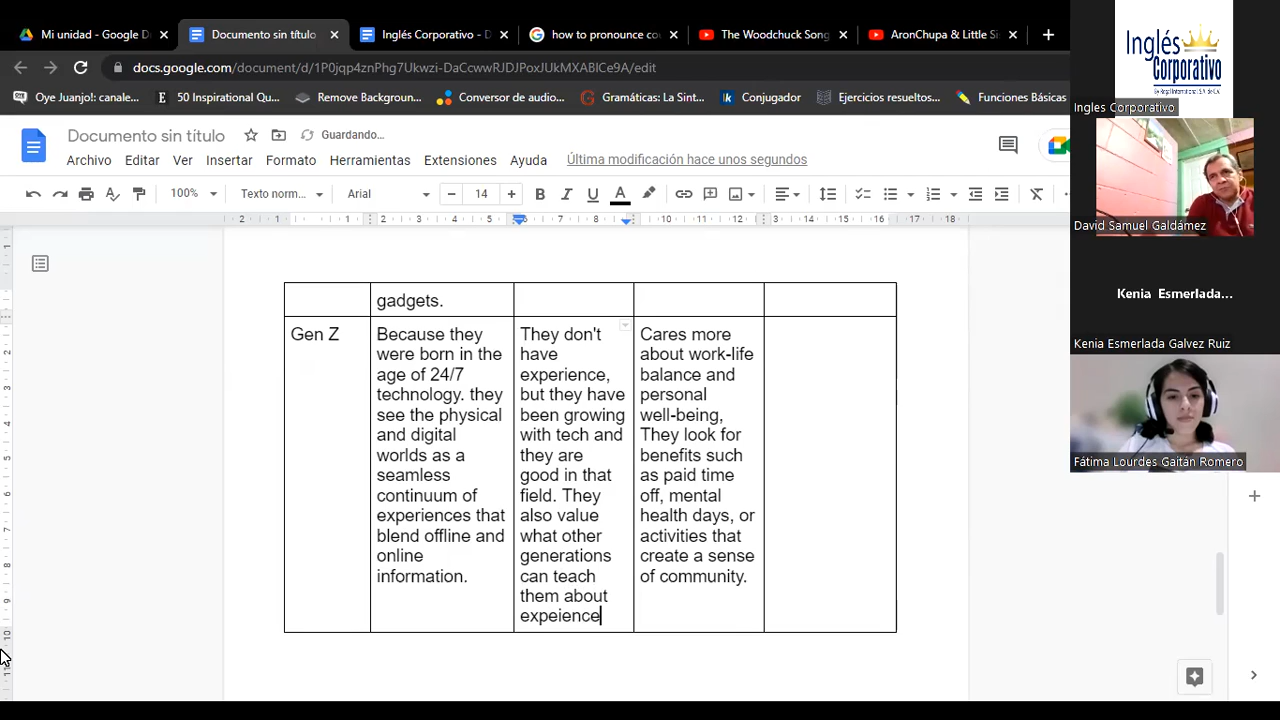 Mi unidad - Google D
Documento sin título
Inglés Corporativo - D
how to pronounce cou
The Woodchuck Song
AronChupa & Little Si
docs.google.com/document/d/
/edit
Oye Juanjo!: canale...
50 Inspirational Qu...
Remove Backgroun...
Cortar audio...
Gramáticas: La Sint...
Conjugador
Ejercicios resueltos...
Funciones Básicas
Documento sin título
Guardando...
Archivo
Editar
Ver
Insertar
Formato
Herramientas
Extensiones
Ayuda
Última modificación hace unos segundos
100%
Texto norm...
Arial
14
gadgets.
Gen Z
Because they
were born in the
age of 24/7
technology. they
see the physical
and digital
worlds as a
seamless
continuum of
experiences that
blend offline and
online
information.
They don't
have
experience,
but they have
been growing
with tech and
they are
good in that
field. They
also value
what other
generations
can teach
them about
expeience
Cares more
about work-life
balance and
personal
well-being,
They look for
benefits such
as paid time
off, mental
health days, or
activities that
create a sense
of community.
Inglés
Corporativo
Ingles Corporativo
David Samuel Galdámez
Kenia Esmerlada...
Kenia Esmerlada Galvez Ruiz
Fátima Lourdes Gaitán Romero